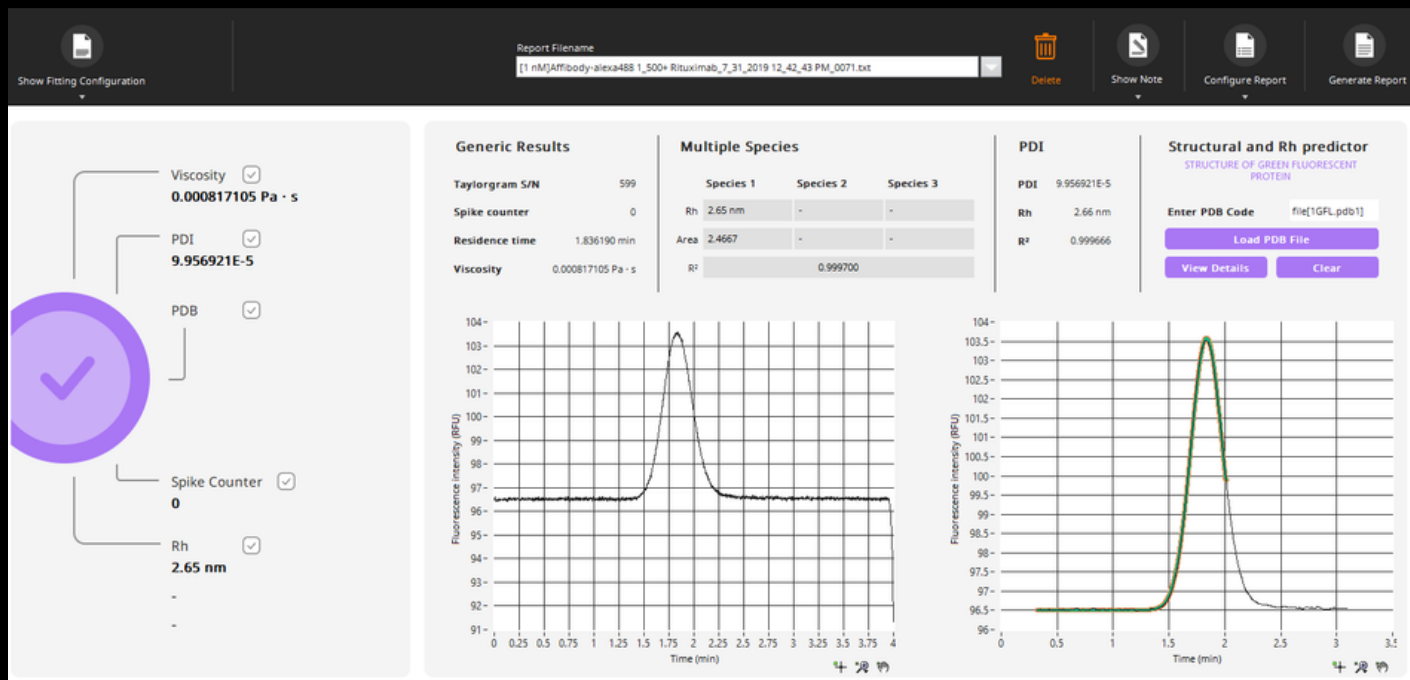 Show Fitting Configuration
Report Filename
[1 nM]Affibody-alexa488 1_500+ Rituximab_7_31_2019 12_42_43 PM_0071.txt
Delete
Show Note
Configure Report
Generate Report
Viscosity
0.000817105 Pa · s
PDI
9.956921E-5
PDB
Spike Counter
0
Rh
2.65 nm
-
-
Generic Results
Taylorgram S/N 599
Spike counter 0
Residence time 1.836190 min
Viscosity 0.000817105 Pa · s
Multiple Species
Species 1 Species 2 Species 3
Rh 2.65 nm - -
Area 2.4667 - -
R² 0.999700
PDI
PDI 9.956921E-5
Rh 2.66 nm
R² 0.999666
Structural and Rh predictor
STRUCTURE OF GREEN FLUORESCENT
PROTEIN
Enter PDB Code file[1GFL.pdb1]
Load PDB File
View Details Clear
Fluorescence intensity (RFU)
104-
103-
102-
101-
100-
99-
98-
97-
96-
95-
94-
93-
92-
91-
0 0.25 0.5 0.75 1 1.25 1.5 1.75 2 2.25 2.5 2.75 3 3.25 3.5 3.75 4
Time (min)
Fluorescence intensity (RFU)
104-
103.5-
103-
102.5-
102-
101.5-
101-
100.5-
100-
99.5-
99-
98.5-
98-
97.5-
97-
96.5-
96-
0 0.5 1 1.5 2 2.5 3
Time (min)